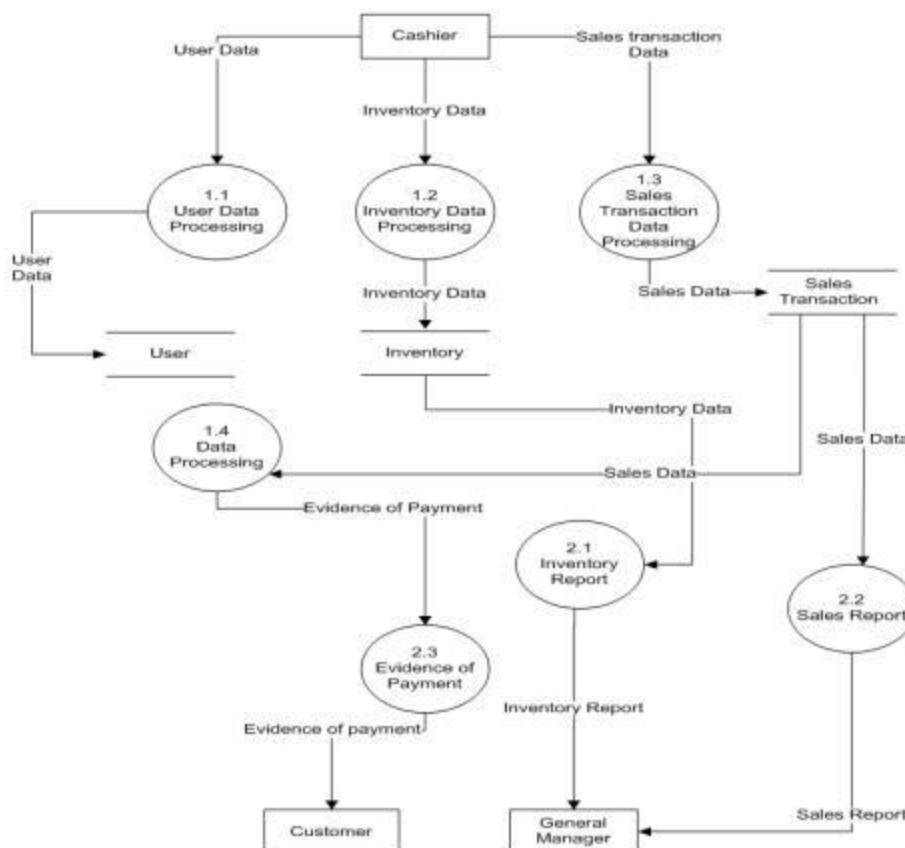 Cashier
User Data
Sales transaction
Data
Inventory Data
1.1
User Data
Processing
1.2
Inventory Data
Processing
1.3
Sales
Transaction
Data
Processing
User
Data
Inventory Data
Sales Data
Sales
Transaction
User
Inventory
Inventory Data
Sales Data
1.4
Data
Processing
Sales Data
Evidence of Payment
2.1
Inventory
Report
2.2
Sales Report
2.3
Evidence of
Payment
Inventory Report
Evidence of payment
Sales Report
Customer
General
Manager